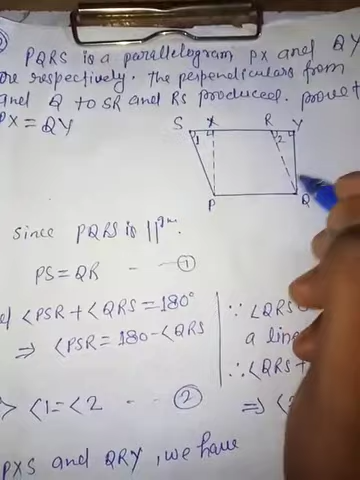 PQRS is a parallelogram, PX and QY
are respectively. The perpendiculars from
and Q to SR and RS produced. prove t
PX = QY
S X R Y
1 2
P Q
Since PQRS is ||gm.
PS = QR - - - ①
<PSR + <QRS = 180°
⇒ <PSR = 180 - <QRS
∵ <QRS
a line
∴ <QRS +
⇒ <
<1 = <2 - - - ②
PXS and QRY, we have